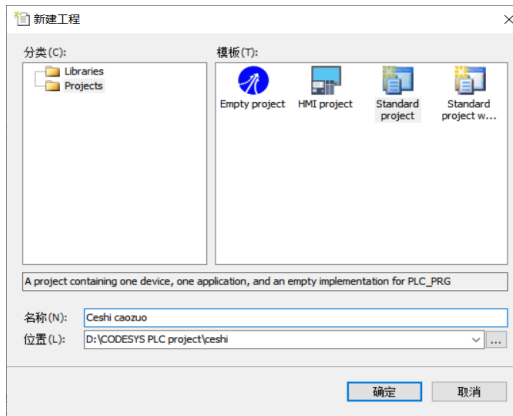 新建工程
分类(C):
模板(T):
Libraries
Projects
Empty project
HMI project
Standard
project
Standard
project w...
A project containing one device, one application, and an empty implementation for PLC_PRG
名称(N):
Ceshi caozuo
位置(L):
D:\CODESYS PLC project\ceshi
...
确定
取消